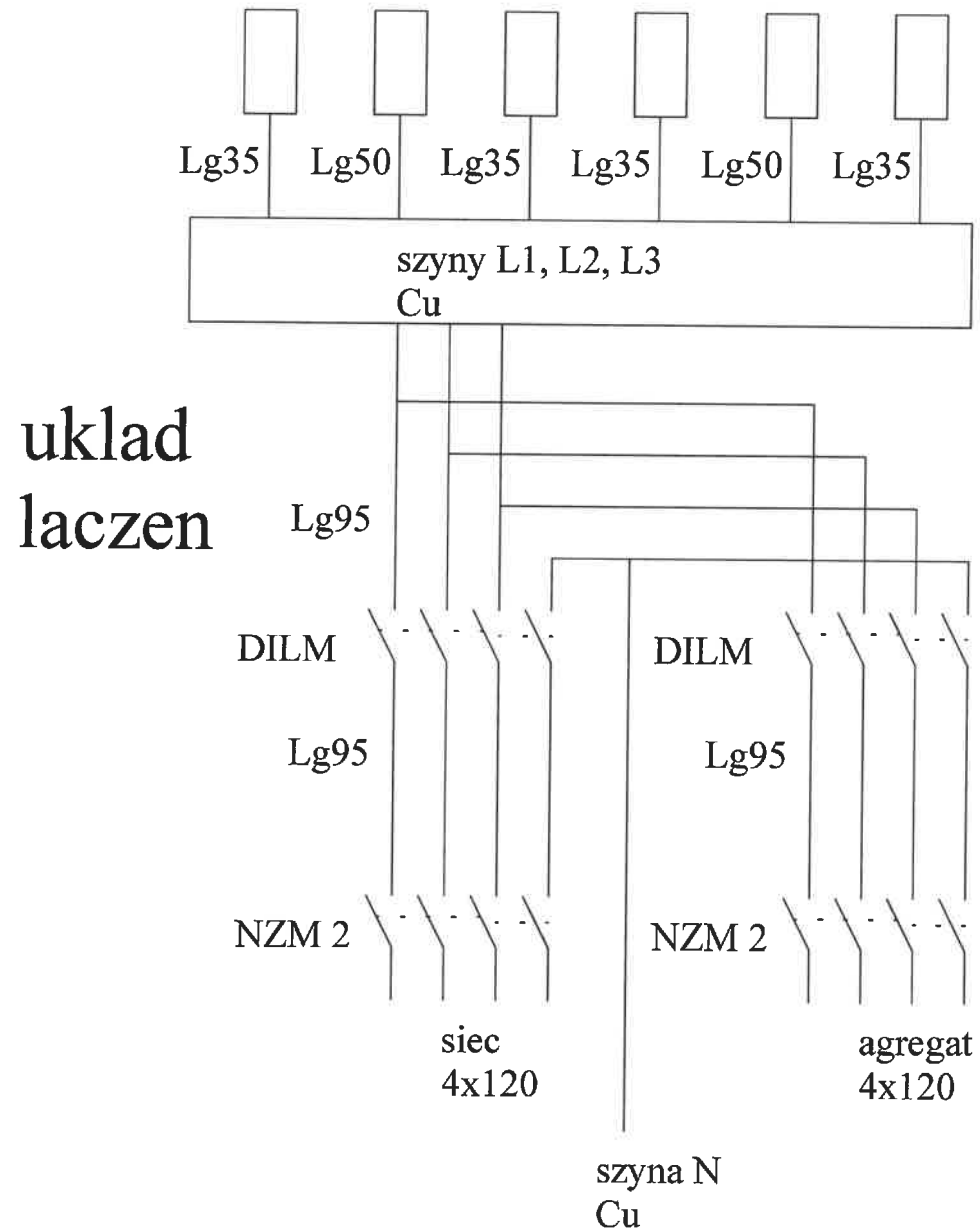 Lg35 Lg50 Lg35 Lg35 Lg50 Lg35
szyny L1, L2, L3
Cu
uklad
laczen
Lg95
DILM DILM
Lg95 Lg95
NZM 2 NZM 2
siec agregat
4x120 4x120
szyna N
Cu